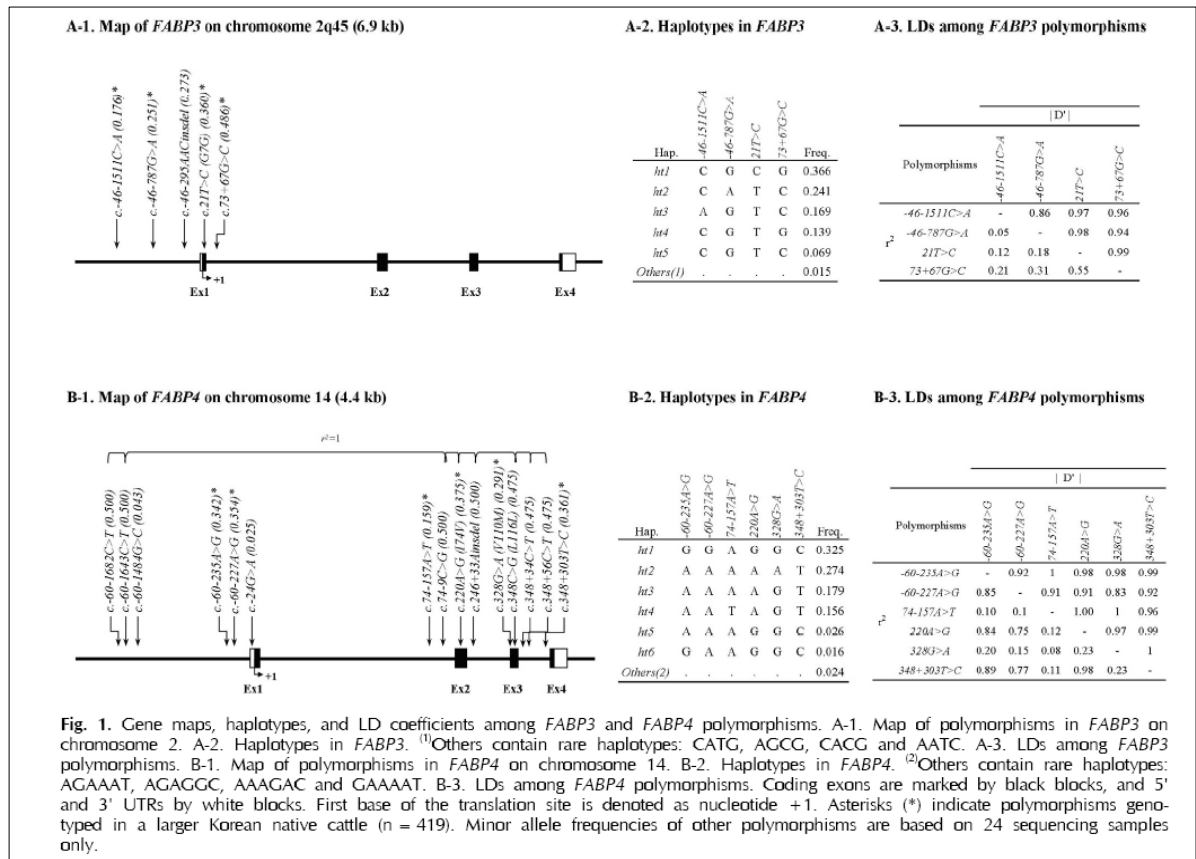 A-1. Map of FABP3 on chromosome 2q45 (6.9 kb)
c.-46-1511C>A (0.176)*
c.-46-787G>A (0.251)*
c.-46-295AACinsdel (0.273)
c.21T>C (G7G) (0.360)*
c.73+67G>C (0.486)*
+1
Ex1 Ex2 Ex3 Ex4
A-2. Haplotypes in FABP3
Hap. -46-1511C>A -46-787G>A 21T>C 73+67G>C Freq.
ht1 C G C G 0.366
ht2 C A T C 0.241
ht3 A G T C 0.169
ht4 C G T G 0.139
ht5 C G T C 0.069
Others(1) . . . . 0.015
A-3. LDs among FABP3 polymorphisms
|D'|
Polymorphisms -46-1511C>A -46-787G>A 21T>C 73+67G>C
r²
-46-1511C>A - 0.86 0.97 0.96
-46-787G>A 0.05 - 0.98 0.94
21T>C 0.12 0.18 - 0.99
73+67G>C 0.21 0.31 0.55 -
B-1. Map of FABP4 on chromosome 14 (4.4 kb)
r²=1
c.-60-1682C>T (0.500)
c.-60-1643C>T (0.500)
c.-60-1484G>C (0.043)
c.-60-235A>G (0.342)*
c.-60-227A>G (0.354)*
c.-24G>A (0.025)
c.74-157A>T (0.159)*
c.74-9C>G (0.500)
c.220A>G (I74V) (0.375)*
c.246+33Ainsdel (0.500)
c.328G>A (V110M) (0.291)*
c.348C>G (L116L) (0.475)
c.348+34C>T (0.475)
c.348+56C>T (0.475)
c.348+303T>C (0.361)*
+1
Ex1 Ex2 Ex3 Ex4
B-2. Haplotypes in FABP4
Hap. -60-235A>G -60-227A>G 74-157A>T 220A>G 328G>A 348+303T>C Freq.
ht1 G G A G G C 0.325
ht2 A A A A A T 0.274
ht3 A A A A G T 0.179
ht4 A A T A G T 0.156
ht5 A A A G G C 0.026
ht6 G A A G G C 0.016
Others(2) . . . . . . 0.024
B-3. LDs among FABP4 polymorphisms
| D' |
Polymorphisms -60-235A>G -60-227A>G 74-157A>T 220A>G 328G>A 348+303T>C
r²
-60-235A>G - 0.92 1 0.98 0.98 0.99
-60-227A>G 0.85 - 0.91 0.91 0.83 0.92
74-157A>T 0.10 0.1 - 1.00 1 0.96
220A>G 0.84 0.75 0.12 - 0.97 0.99
328G>A 0.20 0.15 0.08 0.23 - 1
348+303T>C 0.89 0.77 0.11 0.98 0.23 -
Fig. 1. Gene maps, haplotypes, and LD coefficients among FABP3 and FABP4 polymorphisms. A-1. Map of polymorphisms in FABP3 on
chromosome 2. A-2. Haplotypes in FABP3. (1)Others contain rare haplotypes: CATG, AGCG, CACG and AATC. A-3. LDs among FABP3
polymorphisms. B-1. Map of polymorphisms in FABP4 on chromosome 14. B-2. Haplotypes in FABP4. (2)Others contain rare haplotypes:
AGAAAT, AGAGGC, AAAGAC and GAAAAT. B-3. LDs among FABP4 polymorphisms. Coding exons are marked by black blocks, and 5'
and 3' UTRs by white blocks. First base of the translation site is denoted as nucleotide +1. Asterisks (*) indicate polymorphisms geno-
typed in a larger Korean native cattle (n = 419). Minor allele frequencies of other polymorphisms are based on 24 sequencing samples
only.